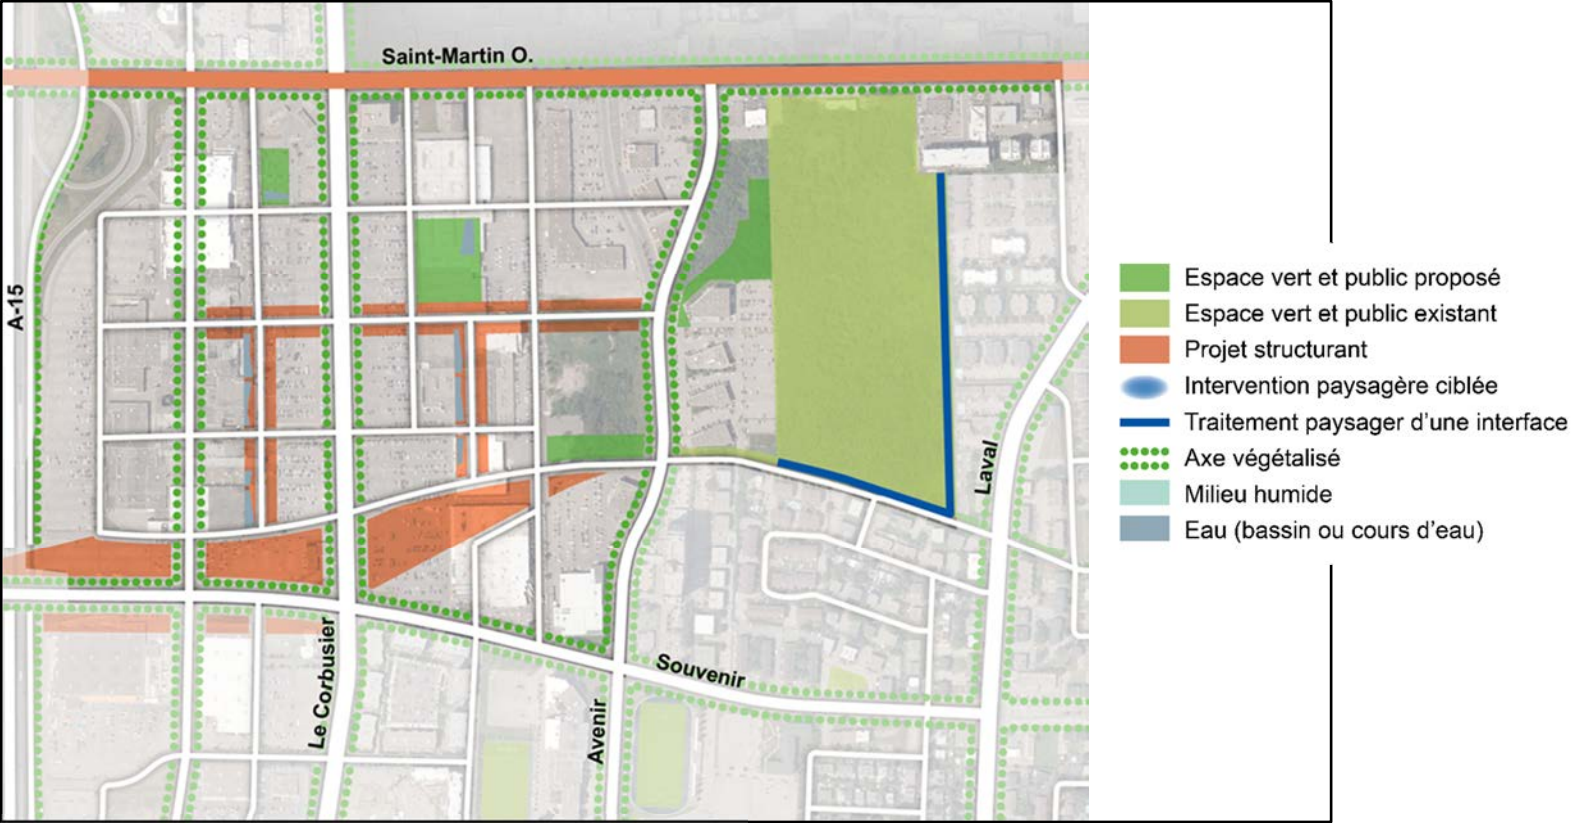 Saint-Martin O.
A-15
Laval
Le Corbusier
Avenir
Souvenir
Espace vert et public proposé
Espace vert et public existant
Projet structurant
Intervention paysagère ciblée
Traitement paysager d'une interface
Axe végétalisé
Milieu humide
Eau (bassin ou cours d'eau)